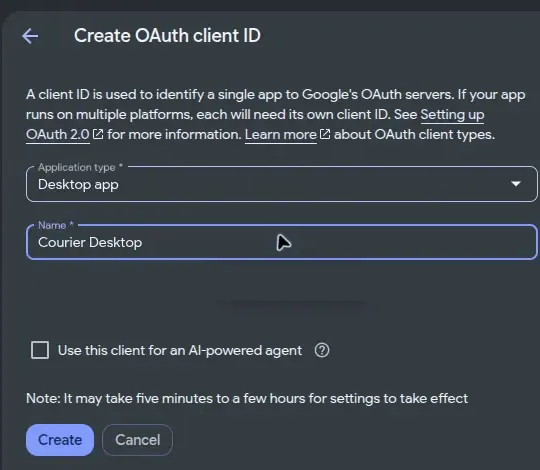 Create OAuth client ID
A client ID is used to identify a single app to Google's OAuth servers. If your app
runs on multiple platforms, each will need its own client ID. See Setting up
OAuth 2.0 for more information. Learn more about OAuth client types.
Application type *
Desktop app
Name *
Courier Desktop
Use this client for an AI-powered agent
Note: It may take five minutes to a few hours for settings to take effect
Create Cancel